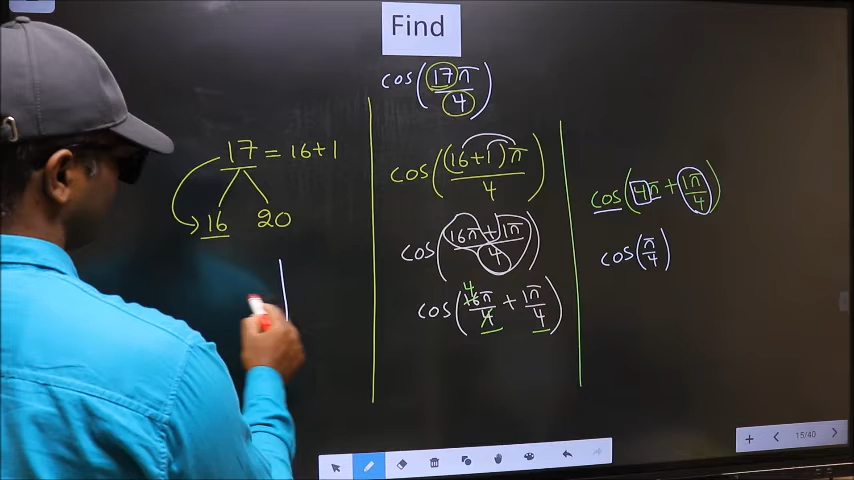 Find
cos(17π/4)
17 = 16+1
16 20
cos((16+1)π/4)
cos((16π+1π)/4)
4
cos(16π/4 + 1π/4)
cos(4π + 1π/4)
cos(π/4)
15/40